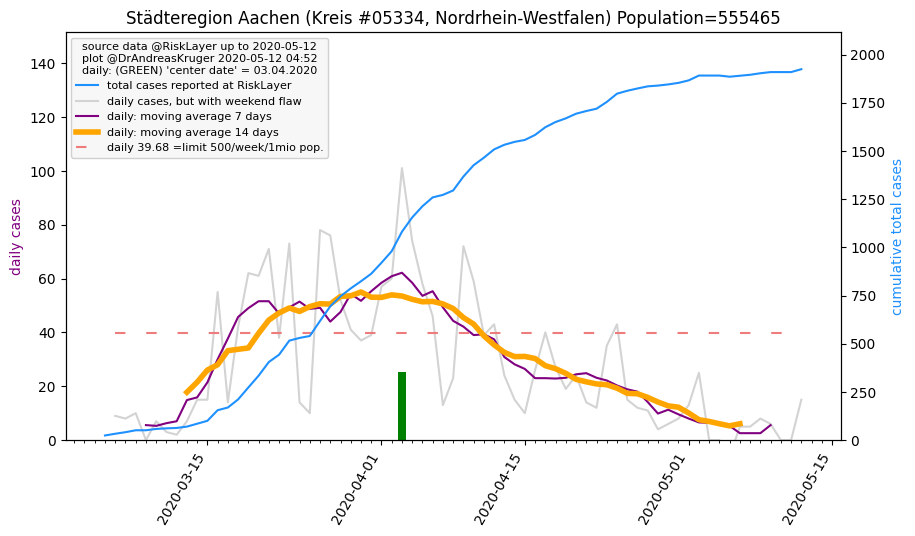 Städteregion Aachen (Kreis #05334, Nordrhein-Westfalen) Population=555465
source data @RiskLayer up to 2020-05-12
plot @DrAndreasKruger 2020-05-12 04:52
daily: (GREEN) 'center date' = 03.04.2020
total cases reported at RiskLayer
daily cases, but with weekend flaw
daily: moving average 7 days
daily: moving average 14 days
daily 39.68 =limit 500/week/1mio pop.
daily cases
140
120
100
80
60
40
20
0
2000
1750
1500
1250
1000
750
500
250
0
cumulative total cases
2020-03-15
2020-04-01
2020-04-15
2020-05-01
2020-05-15